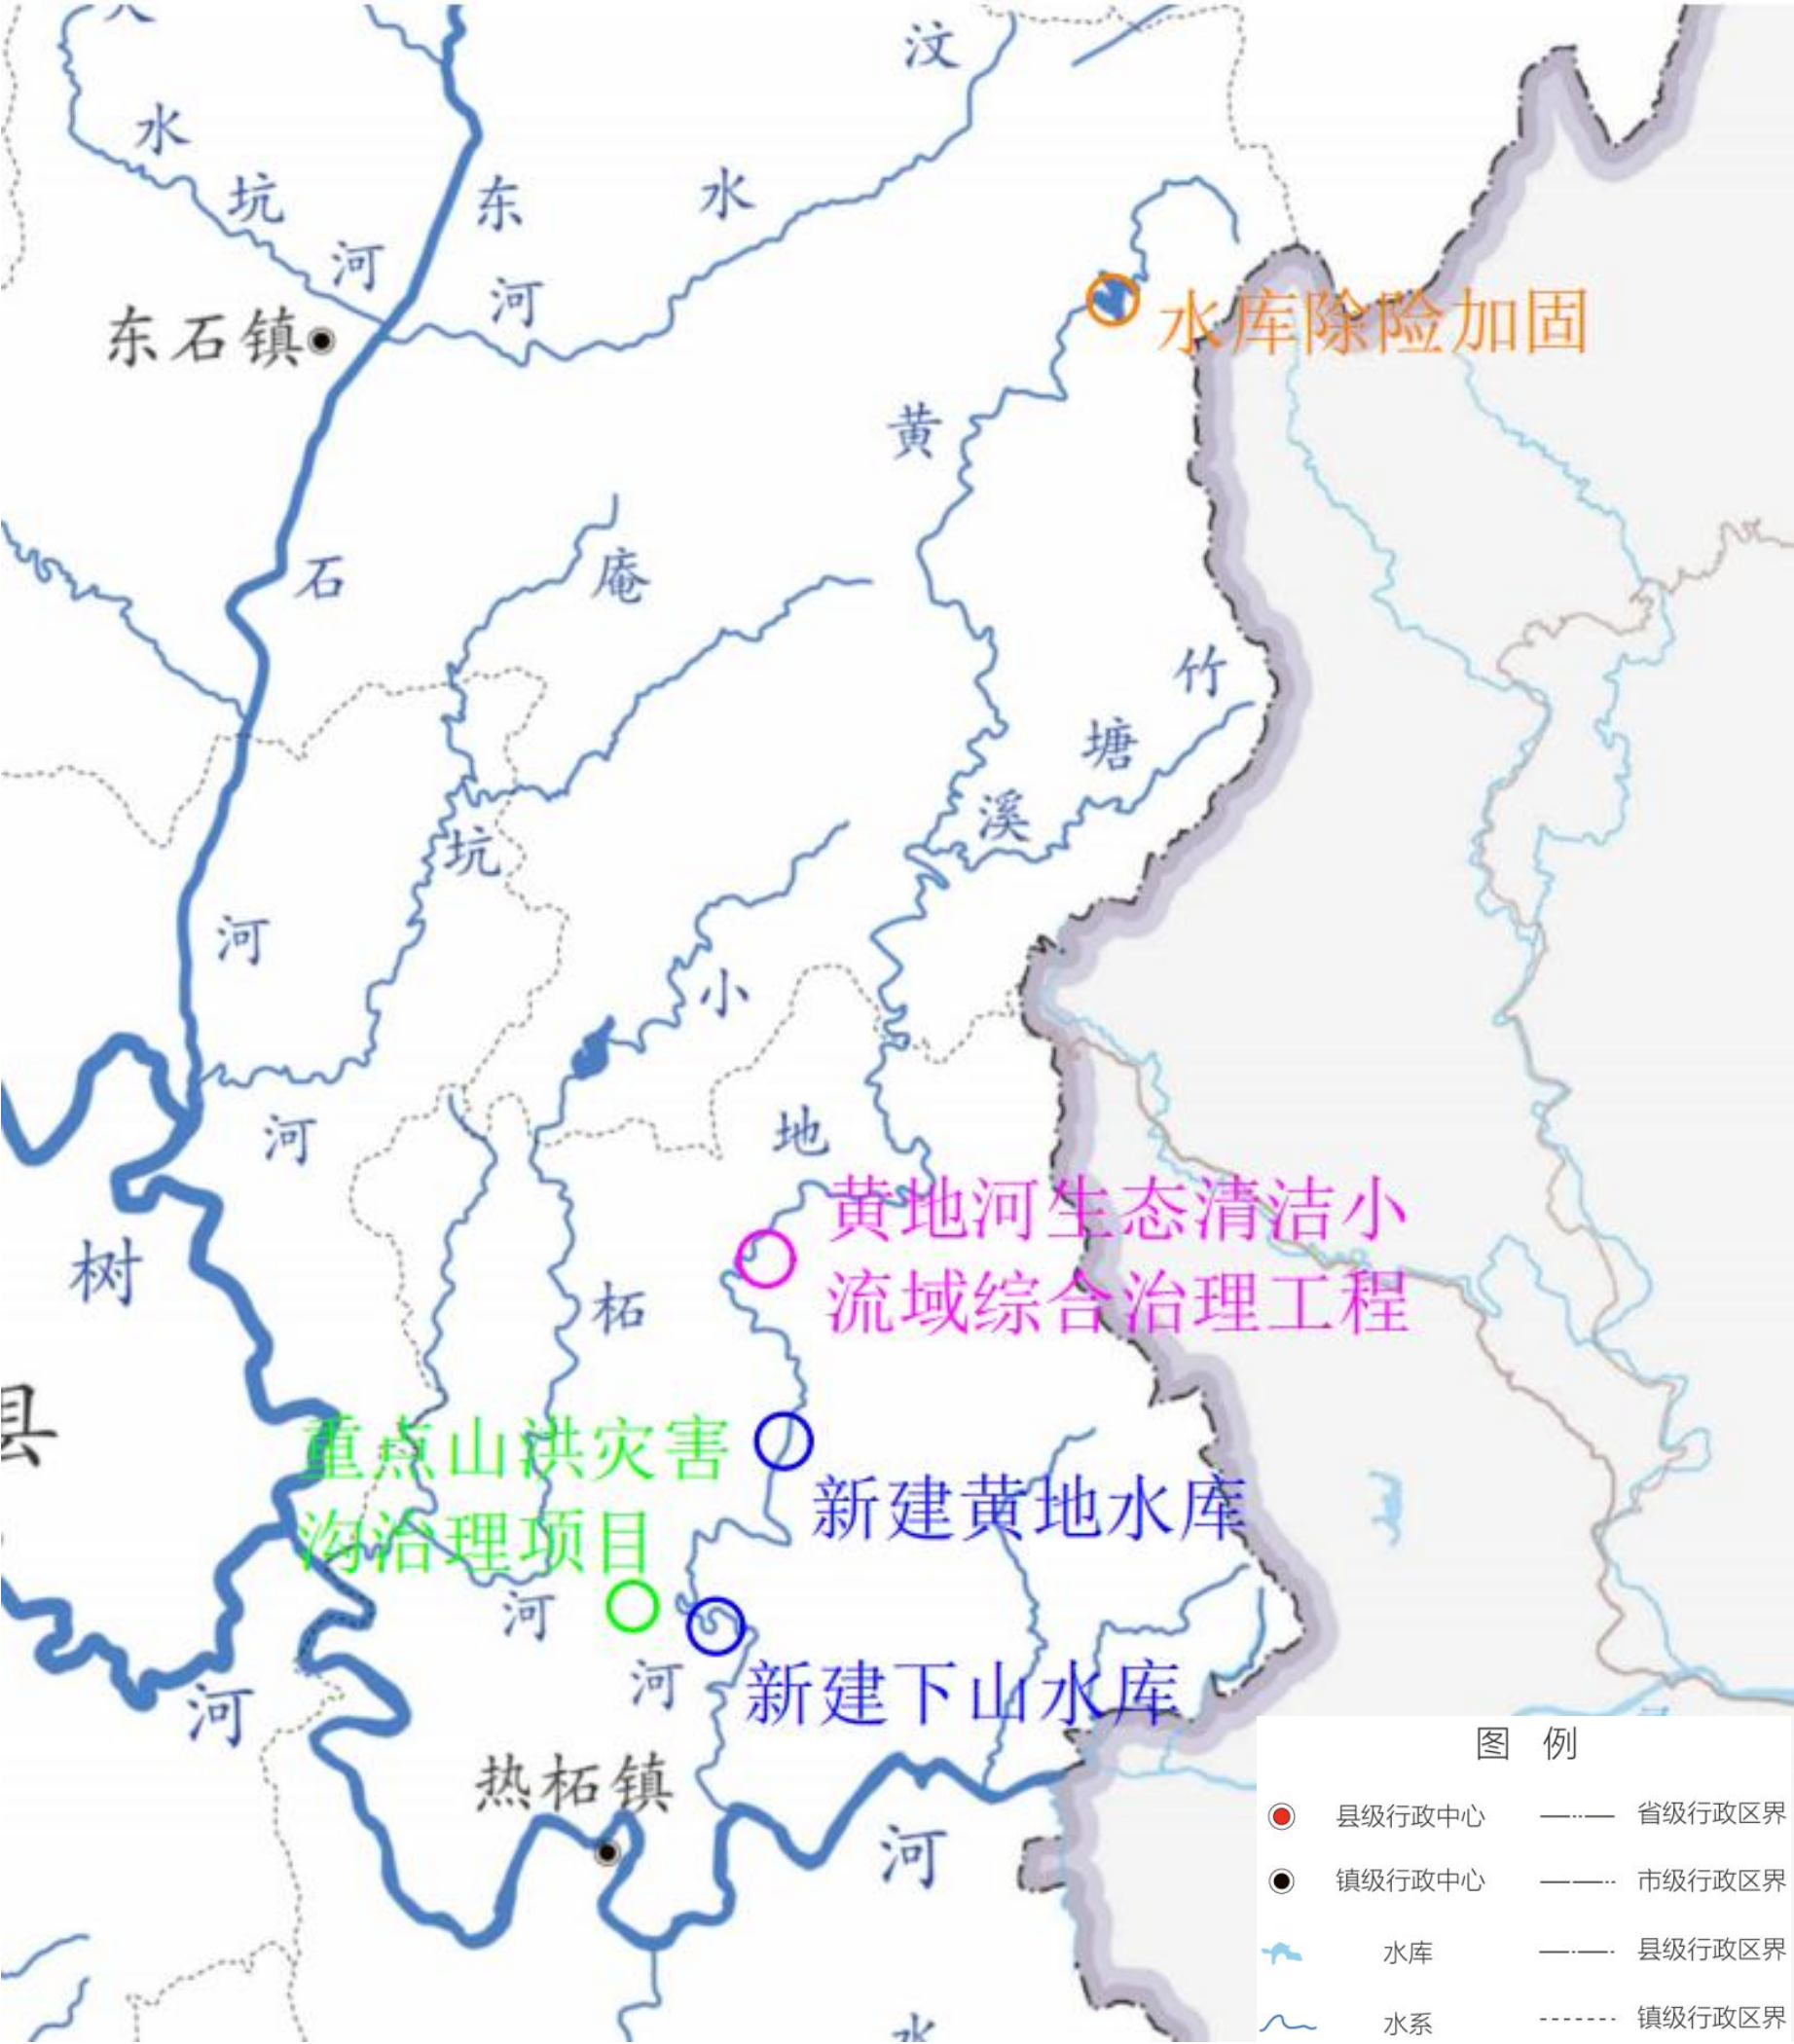 水
坑
河
汶
水
河
东
石
河
东石镇
水库除险加固
黄
庵
坑
河
竹
塘
溪
小
地
黄地河生态清洁小
流域综合治理工程
树
柘
县
重点山洪灾害
沟治理项目
新建黄地水库
河
河
新建下山水库
河
热柘镇
河
水
图 例
县级行政中心
省级行政区界
镇级行政中心
市级行政区界
水库
县级行政区界
水系
镇级行政区界